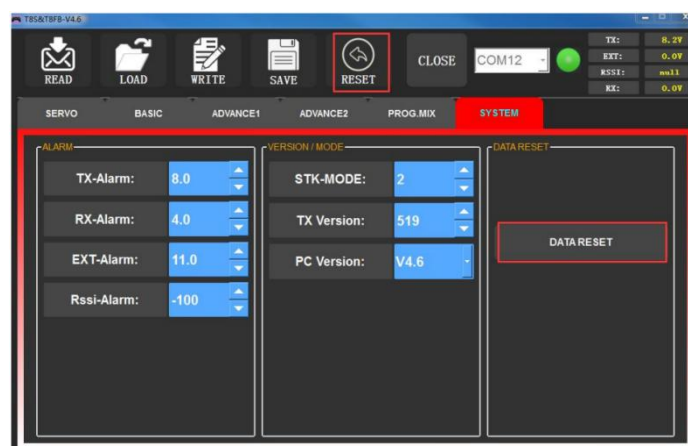 T8S&T8FB-V4.6
READ LOAD WRITE SAVE RESET CLOSE COM12
TX: 8.2V
EXT: 0.0V
RSSI: null
RX: 0.0V
SERVO BASIC ADVANCE1 ADVANCE2 PROG.MIX SYSTEM
ALARM
TX-Alarm: 8.0
RX-Alarm: 4.0
EXT-Alarm: 11.0
Rssi-Alarm: -100
VERSION / MODE
STK-MODE: 2
TX Version: 519
PC Version: V4.6
DATA RESET
DATA RESET